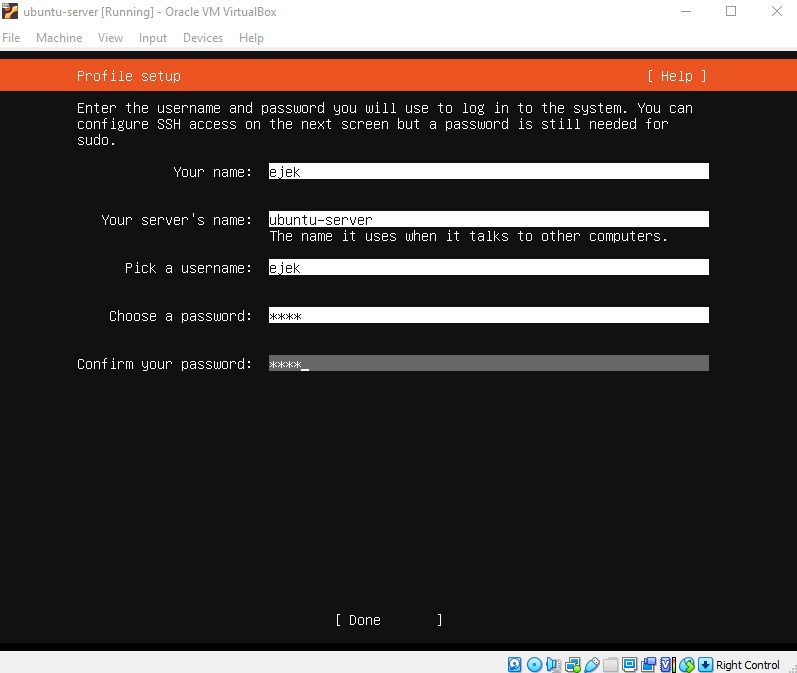 ubuntu-server [Running] - Oracle VM VirtualBox
File Machine View Input Devices Help
Profile setup [ Help ]
Enter the username and password you will use to log in to the system. You can
configure SSH access on the next screen but a password is still needed for
sudo.
Your name: ejek
Your server's name: ubuntu-server
The name it uses when it talks to other computers.
Pick a username: ejek
Choose a password: ****
Confirm your password: ****_
[ Done ]
Right Control